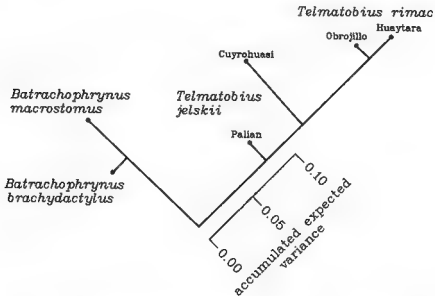 Telmatobius rimac
Huaytara
Obrojillo
Cuyrohuasi
Batrachophrynus
macrostomus
Telmatobius
jelskii
Palian
Batrachophrynus
brachydactylus
0.10
0.05
0.00
accumulated expected
variance